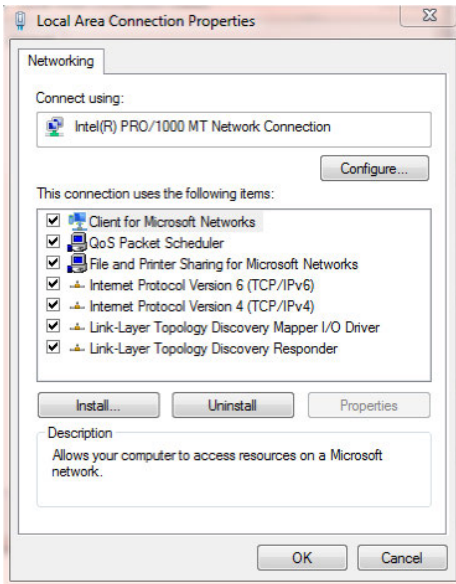 Local Area Connection Properties
Networking
Connect using:
Intel(R) PRO/1000 MT Network Connection
Configure...
This connection uses the following items:
Client for Microsoft Networks
QoS Packet Scheduler
File and Printer Sharing for Microsoft Networks
Internet Protocol Version 6 (TCP/IPv6)
Internet Protocol Version 4 (TCP/IPv4)
Link-Layer Topology Discovery Mapper I/O Driver
Link-Layer Topology Discovery Responder
Install...
Uninstall
Properties
Description
Allows your computer to access resources on a Microsoft
network.
OK
Cancel